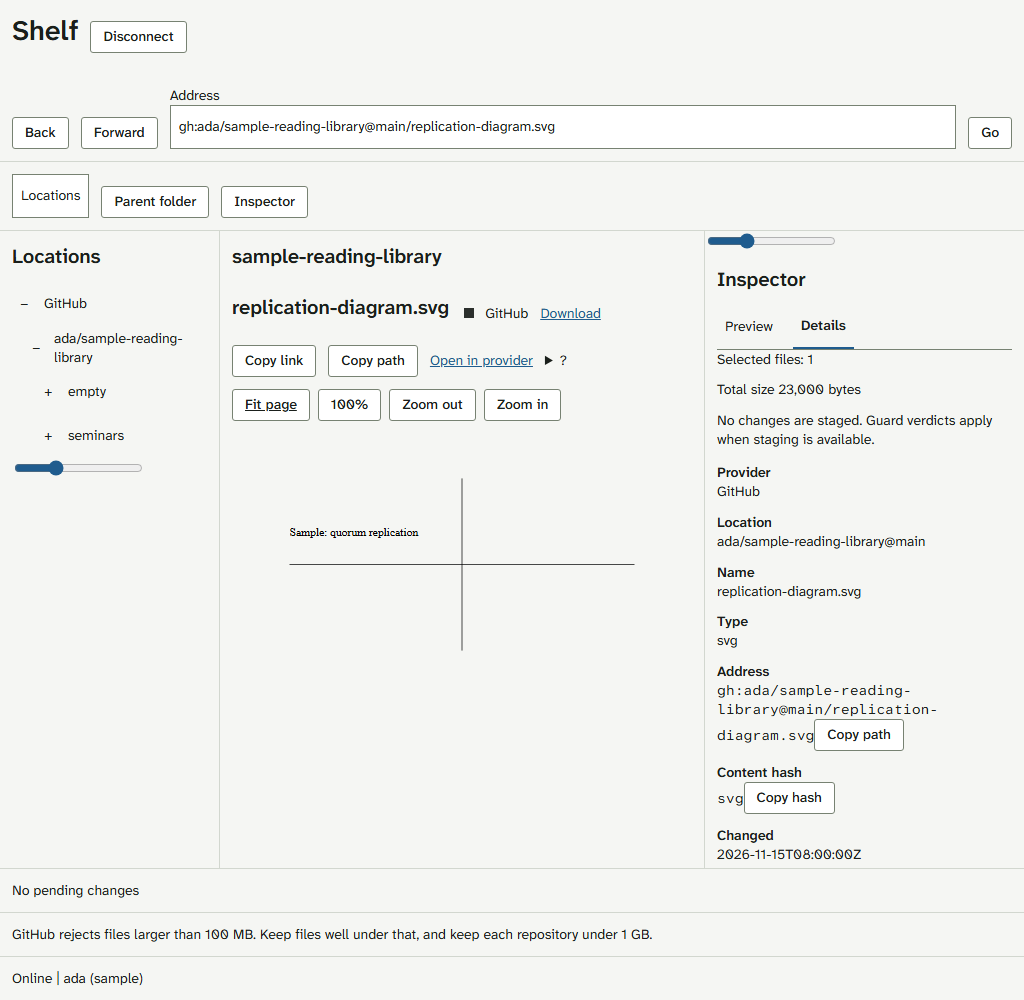 Shelf
Disconnect
Address
Back
Forward
gh:ada/sample-reading-library@main/replication-diagram.svg
Go
Locations
Parent folder
Inspector
Locations
− GitHub
− ada/sample-reading-
library
+ empty
+ seminars
sample-reading-library
replication-diagram.svg
GitHub
Download
Copy link
Copy path
Open in provider
?
Fit page
100%
Zoom out
Zoom in
Sample: quorum replication
Inspector
Preview
Details
Selected files: 1
Total size 23,000 bytes
No changes are staged. Guard verdicts apply
when staging is available.
Provider
GitHub
Location
ada/sample-reading-library@main
Name
replication-diagram.svg
Type
svg
Address
gh:ada/sample-reading-
library@main/replication-
diagram.svg
Copy path
Content hash
svg
Copy hash
Changed
2026-11-15T08:00:00Z
No pending changes
GitHub rejects files larger than 100 MB. Keep files well under that, and keep each repository under 1 GB.
Online | ada (sample)